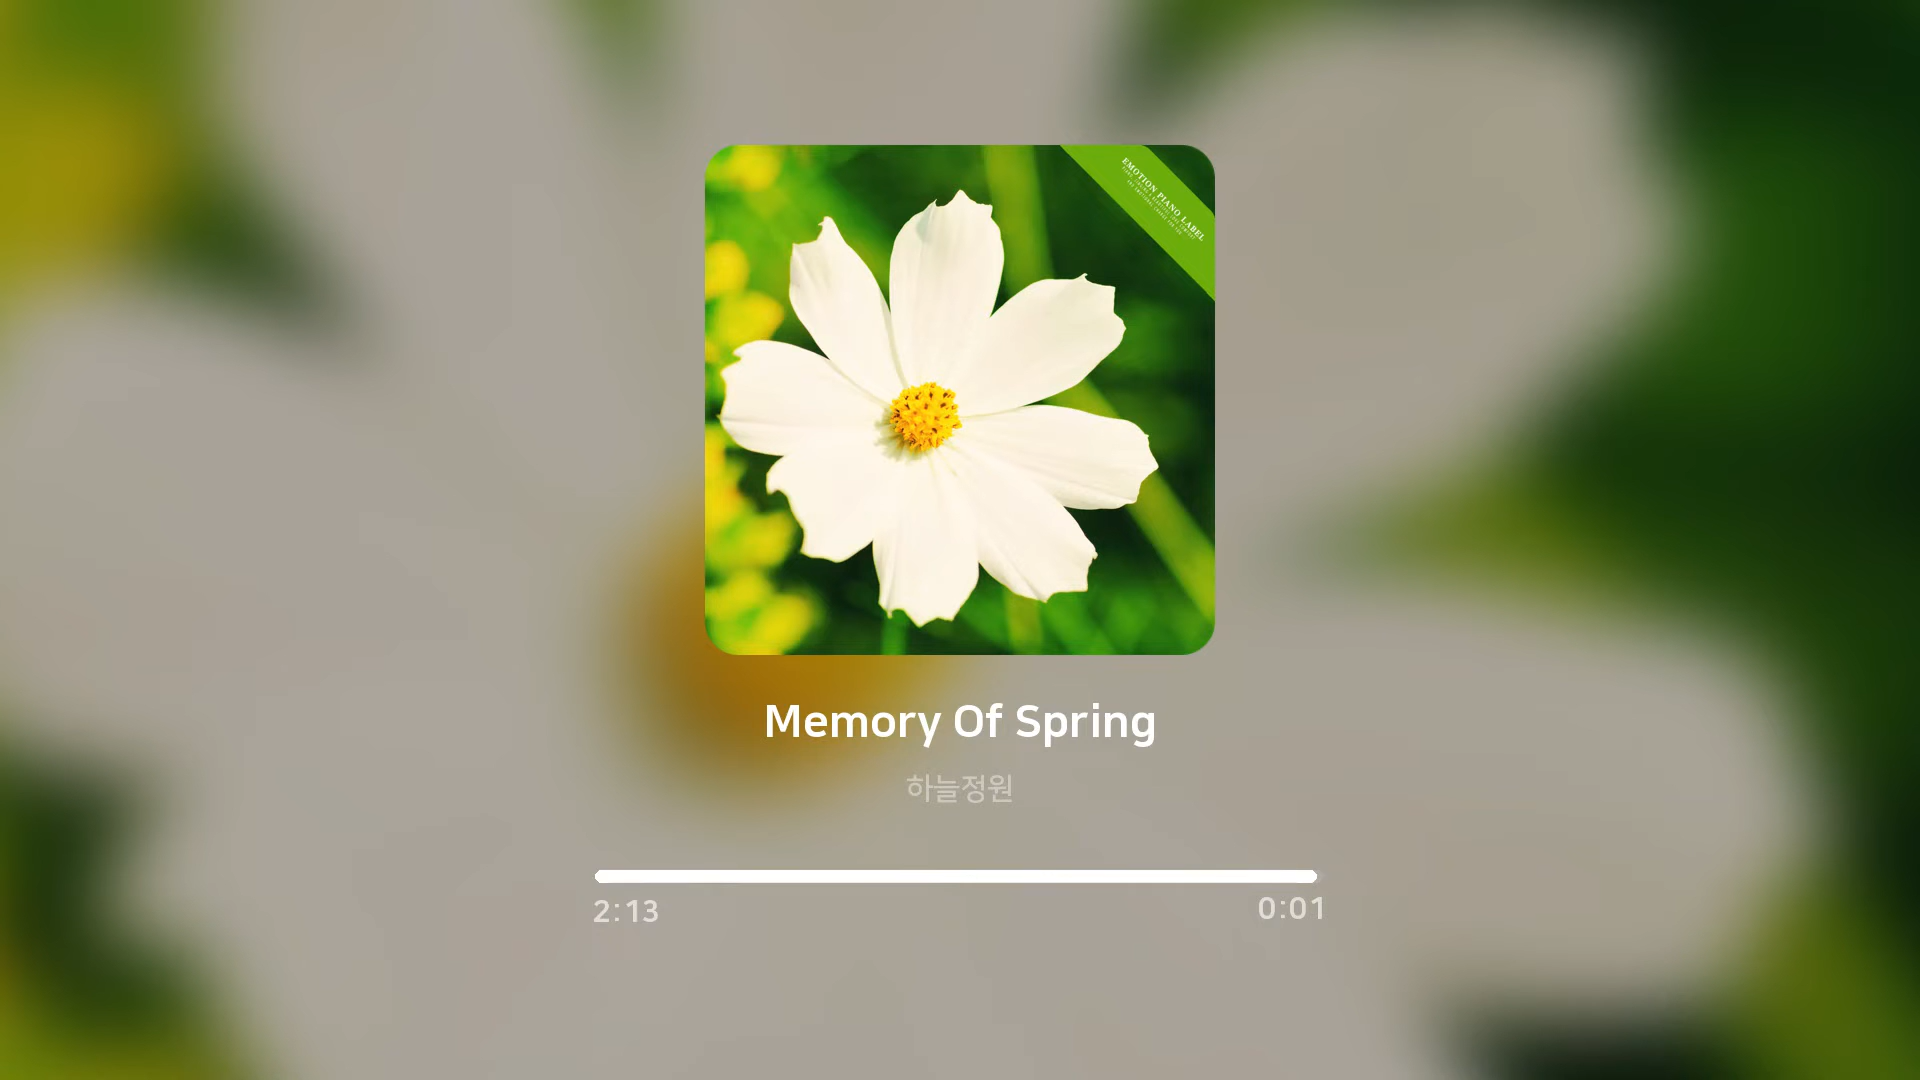 EMOTION PIANO LABEL
Memory Of Spring
하늘정원
2:13
0:01